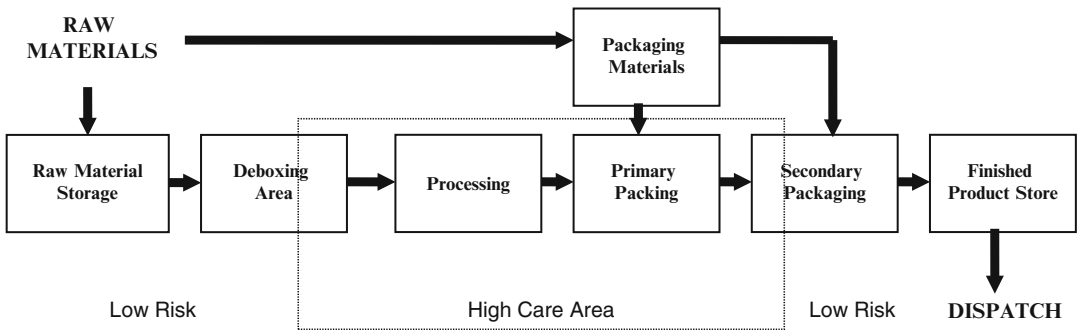 RAW
MATERIALS
Packaging
Materials
Raw Material
Storage
Deboxing
Area
Processing
Primary
Packing
Secondary
Packaging
Finished
Product Store
Low Risk
High Care Area
Low Risk
DISPATCH